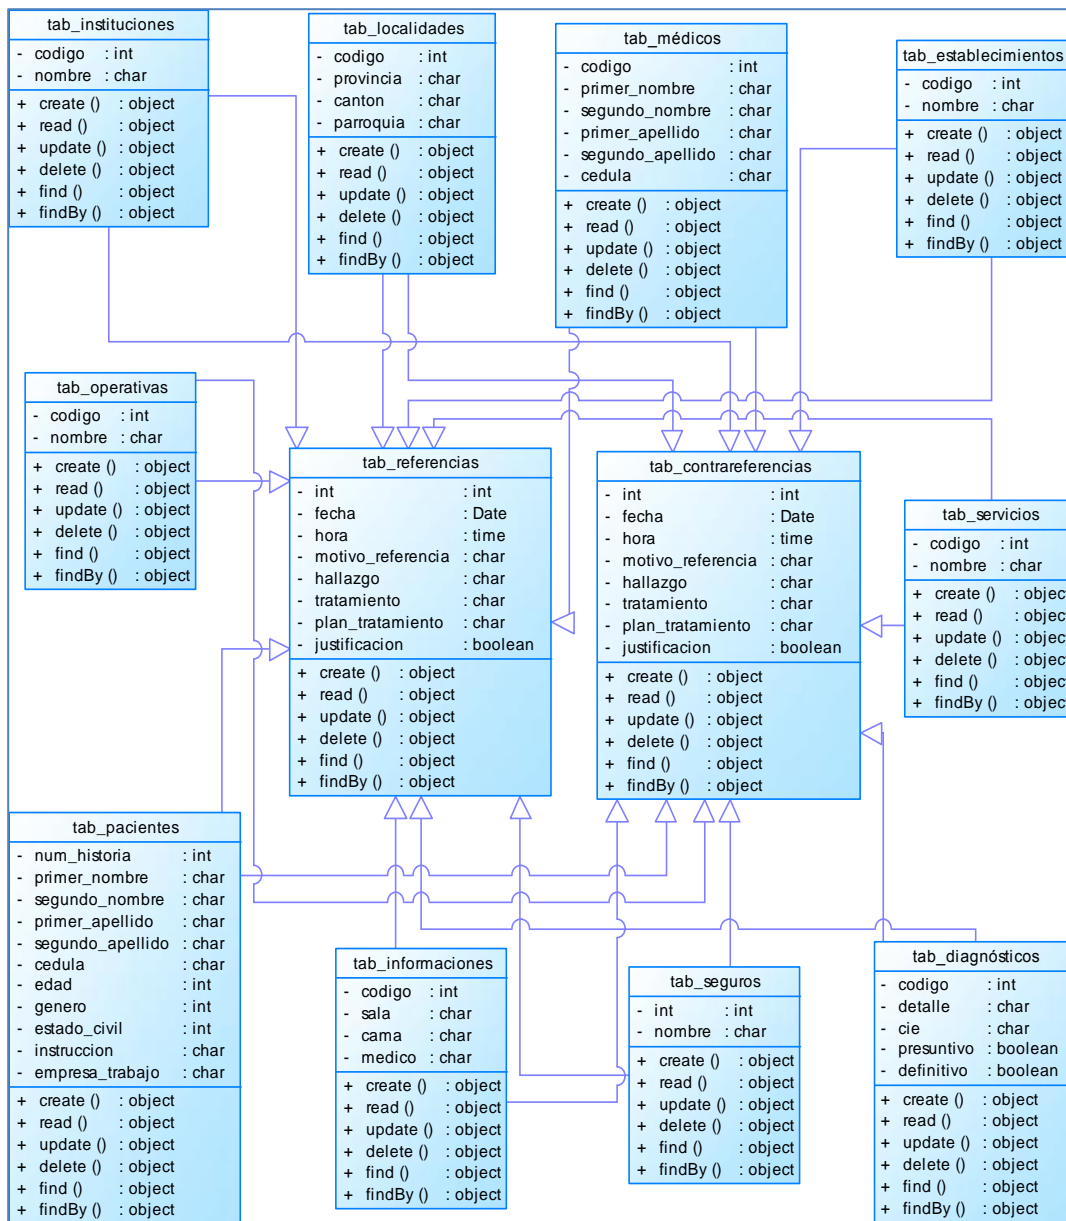 tab_instituciones
- codigo : int
- nombre : char
+ create () : object
+ read () : object
+ update () : object
+ delete () : object
+ find () : object
+ findBy () : object
tab_localidades
- codigo : int
- provincia : char
- canton : char
- parroquia : char
+ create () : object
+ read () : object
+ update () : object
+ delete () : object
+ find () : object
+ findBy () : object
tab_médicos
- codigo : int
- primer_nombre : char
- segundo_nombre : char
- primer_apellido : char
- segundo_apellido : char
- cedula : char
+ create () : object
+ read () : object
+ update () : object
+ delete () : object
+ find () : object
+ findBy () : object
tab_establecimientos
- codigo : int
- nombre : char
+ create () : object
+ read () : object
+ update () : object
+ delete () : object
+ find () : object
+ findBy () : object
tab_operativas
- codigo : int
- nombre : char
+ create () : object
+ read () : object
+ update () : object
+ delete () : object
+ find () : object
+ findBy () : object
tab_referencias
- int : int
- fecha : Date
- hora : time
- motivo_referencia : char
- hallazgo : char
- tratamiento : char
- plan_tratamiento : char
- justificacion : boolean
+ create () : object
+ read () : object
+ update () : object
+ delete () : object
+ find () : object
+ findBy () : object
tab_contrareferencias
- int : int
- fecha : Date
- hora : time
- motivo_referencia : char
- hallazgo : char
- tratamiento : char
- plan_tratamiento : char
- justificacion : boolean
+ create () : object
+ read () : object
+ update () : object
+ delete () : object
+ find () : object
+ findBy () : object
tab_servicios
- codigo : int
- nombre : char
+ create () : object
+ read () : object
+ update () : object
+ delete () : object
+ find () : object
+ findBy () : object
tab_pacientes
- num_historia : int
- primer_nombre : char
- segundo_nombre : char
- primer_apellido : char
- segundo_apellido : char
- cedula : char
- edad : int
- genero : int
- estado_civil : int
- instruccion : char
- empresa_trabajo : char
+ create () : object
+ read () : object
+ update () : object
+ delete () : object
+ find () : object
+ findBy () : object
tab_informaciones
- codigo : int
- sala : char
- cama : char
- medico : char
+ create () : object
+ read () : object
+ update () : object
+ delete () : object
+ find () : object
+ findBy () : object
tab_seguros
- int : int
- nombre : char
+ create () : object
+ read () : object
+ update () : object
+ delete () : object
+ find () : object
+ findBy () : object
tab_diagnósticos
- codigo : int
- detalle : char
- cie : char
- presuntivo : boolean
- definitivo : boolean
+ create () : object
+ read () : object
+ update () : object
+ delete () : object
+ find () : object
+ findBy () : object